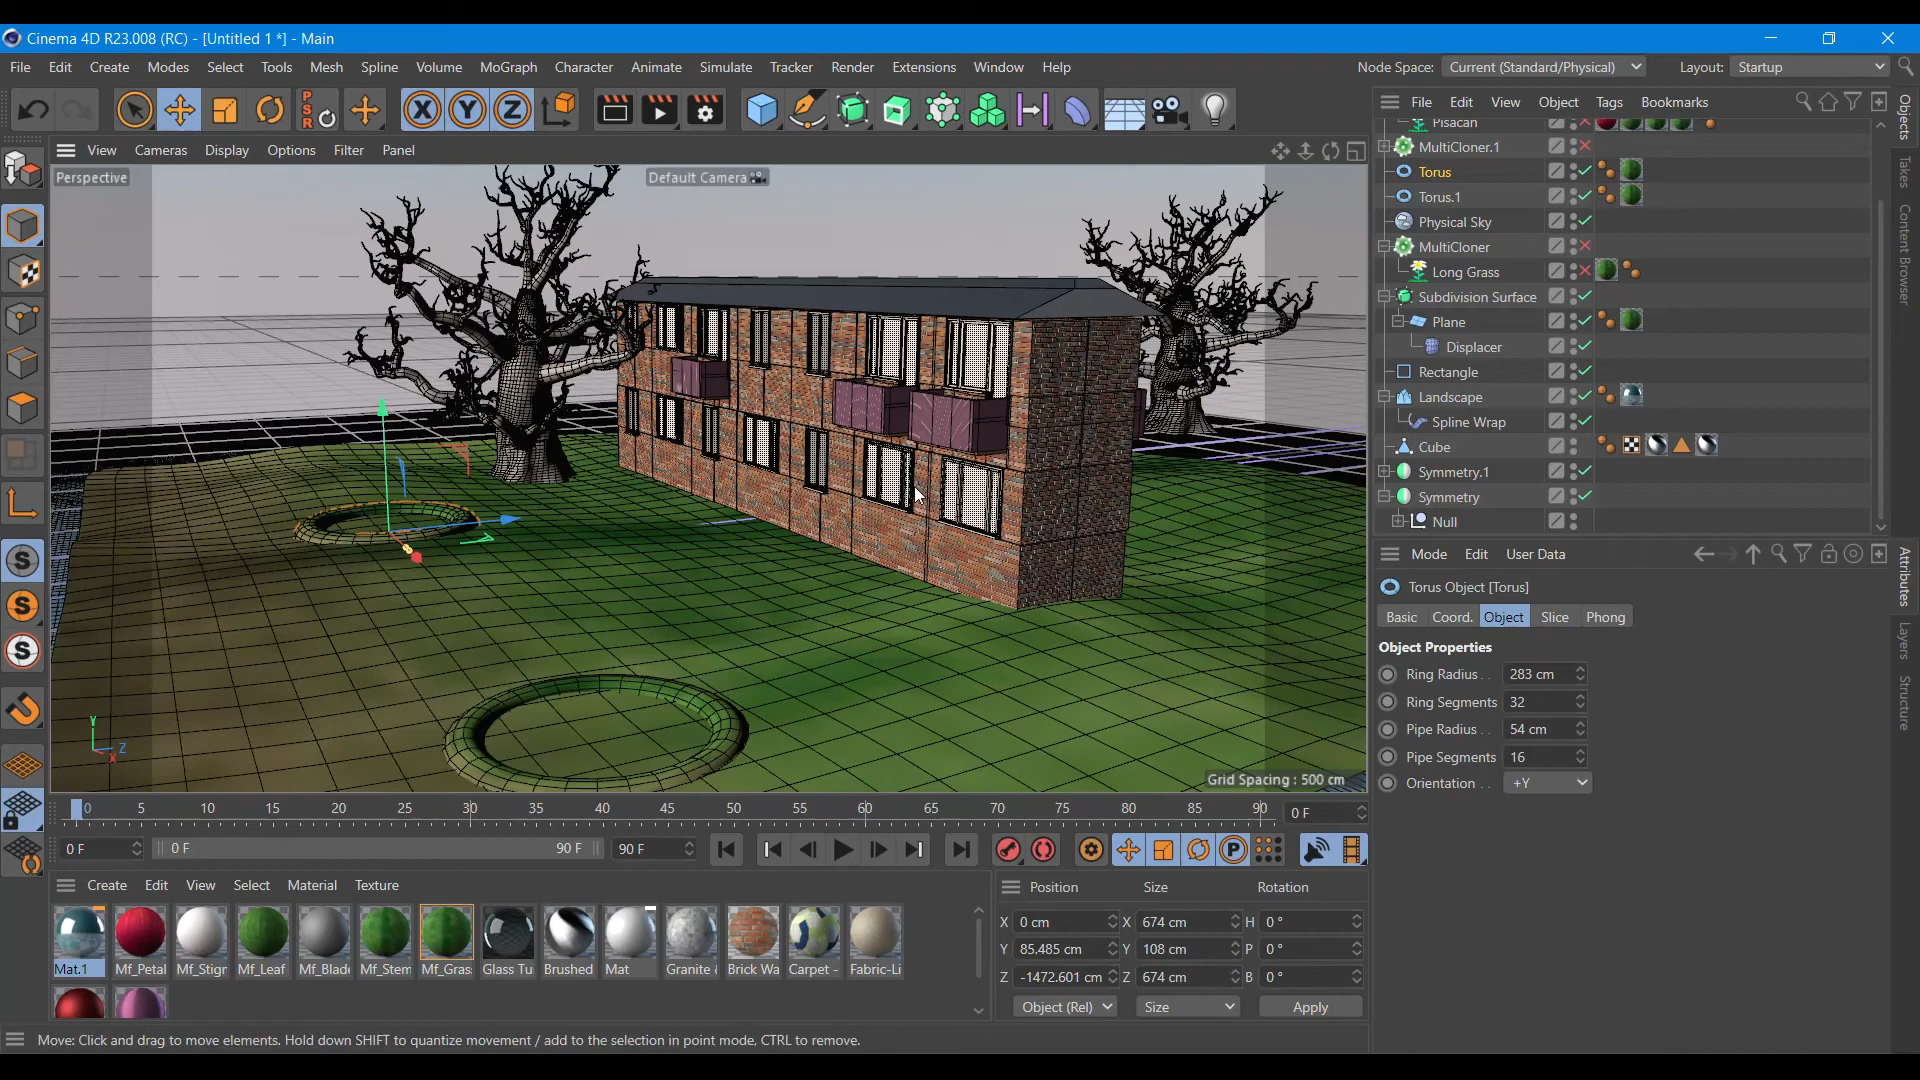 Cinema 4D R23.008 (RC) - [Untitled 1 *] - Main
File Edit Create Modes Select Tools Mesh Spline Volume MoGraph Character Animate Simulate Tracker Render Extensions Window Help
Node Space: Current (Standard/Physical) Layout: Startup
View Cameras Display Options Filter Panel
Perspective
Default Camera
Grid Spacing : 500 cm
File Edit View Object Tags Bookmarks
Pisacan
MultiCloner.1
Torus
Torus.1
Physical Sky
MultiCloner
Long Grass
Subdivision Surface
Plane
Displacer
Rectangle
Landscape
Spline Wrap
Cube
Symmetry.1
Symmetry
Null
Objects
Takes
Content Browser
Mode Edit User Data
Torus Object [Torus]
Basic Coord. Object Slice Phong
Object Properties
Ring Radius . . 283 cm
Ring Segments 32
Pipe Radius . . 54 cm
Pipe Segments 16
Orientation . . +Y
Attributes
Layers
Structure
0 5 10 15 20 25 30 35 40 45 50 55 60 65 70 75 80 85 90 0 F
0 F 0 F 90 F 90 F
Create Edit View Select Material Texture
Mat.1 Mf_Petal Mf_Stigr Mf_Leaf Mf_Blade Mf_Stem Mf_Gras Glass Tu Brushed Mat Granite Brick Wa Carpet - Fabric-Li
Position Size Rotation
X 0 cm X 674 cm H 0 °
Y 85.485 cm Y 108 cm P 0 °
Z -1472.601 cm Z 674 cm B 0 °
Object (Rel) Size Apply
Move: Click and drag to move elements. Hold down SHIFT to quantize movement / add to the selection in point mode, CTRL to remove.